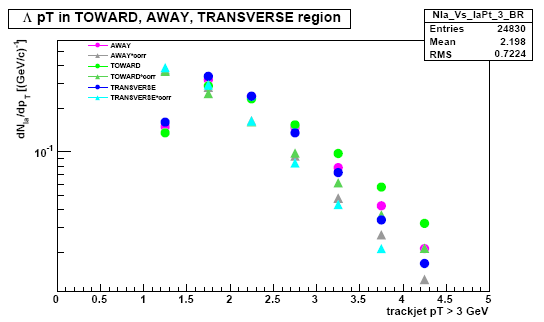 Λ pT in TOWARD, AWAY, TRANSVERSE region
Nla_Vs_laPt_3_BR
Entries 24830
Mean 2.198
RMS 0.7224
AWAY
AWAY*corr
TOWARD
TOWARD*corr
TRANSVERSE
TRANSVERSE*corr
dN_la/dp_T [(GeV/c)^-1]
10^-1
0 0.5 1 1.5 2 2.5 3 3.5 4 4.5 5
trackjet pT > 3 GeV